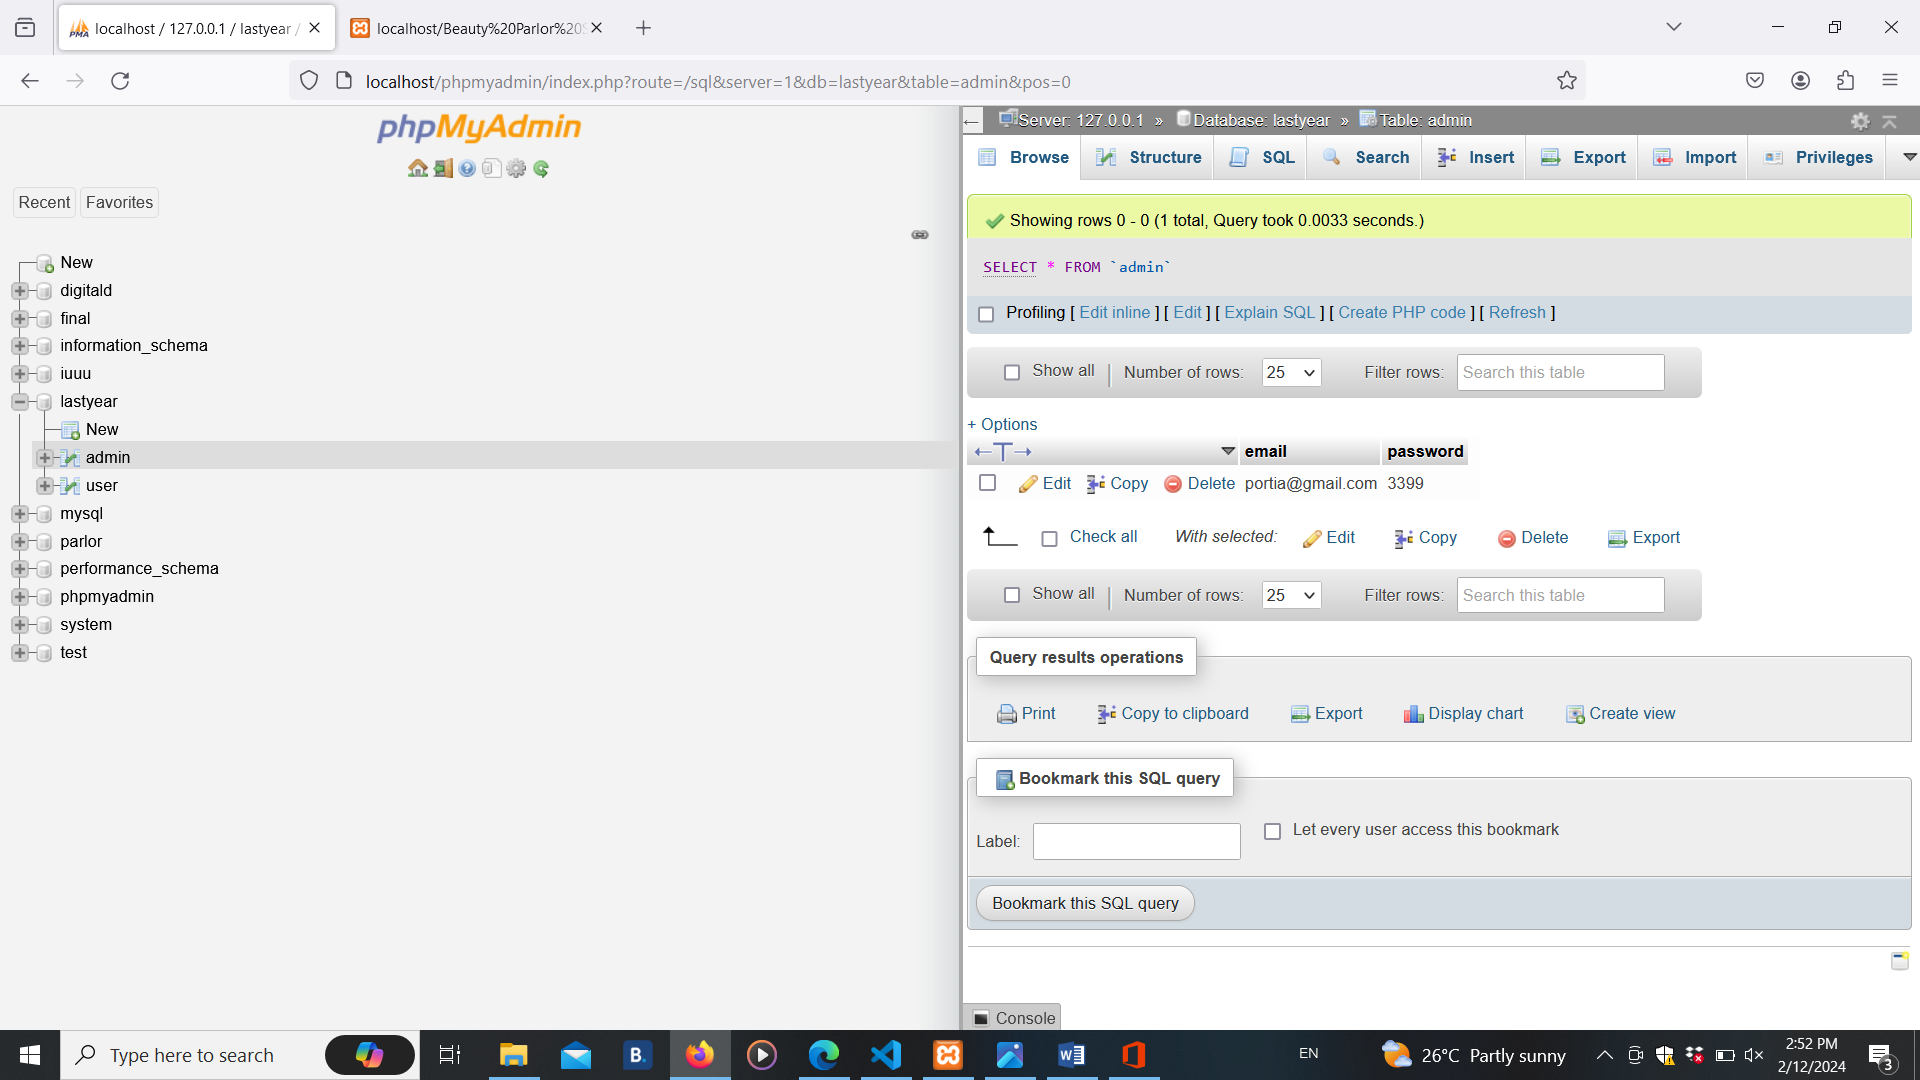 localhost / 127.0.0.1 / lastyear /
localhost/Beauty%20Parlor%20S
localhost/phpmyadmin/index.php?route=/sql&server=1&db=lastyear&table=admin&pos=0
phpMyAdmin
Recent Favorites
New
digitald
final
information_schema
iuuu
lastyear
New
admin
user
mysql
parlor
performance_schema
phpmyadmin
system
test
Server: 127.0.0.1 » Database: lastyear » Table: admin
Browse Structure SQL Search Insert Export Import Privileges
Showing rows 0 - 0 (1 total, Query took 0.0033 seconds.)
SELECT * FROM `admin`
Profiling [ Edit inline ] [ Edit ] [ Explain SQL ] [ Create PHP code ] [ Refresh ]
Show all Number of rows: 25 Filter rows: Search this table
+ Options
←T→ email password
Edit Copy Delete portia@gmail.com 3399
Check all With selected: Edit Copy Delete Export
Show all Number of rows: 25 Filter rows: Search this table
Query results operations
Print Copy to clipboard Export Display chart Create view
Bookmark this SQL query
Label: Let every user access this bookmark
Bookmark this SQL query
Console
Type here to search
B.
EN
26°C Partly sunny
2:52 PM
2/12/2024
3